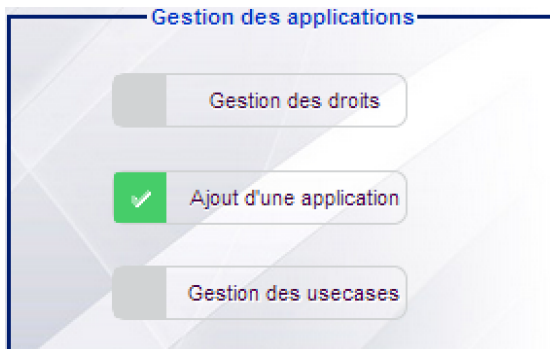 Gestion des applications
Gestion des droits
Ajout d'une application
Gestion des usecases